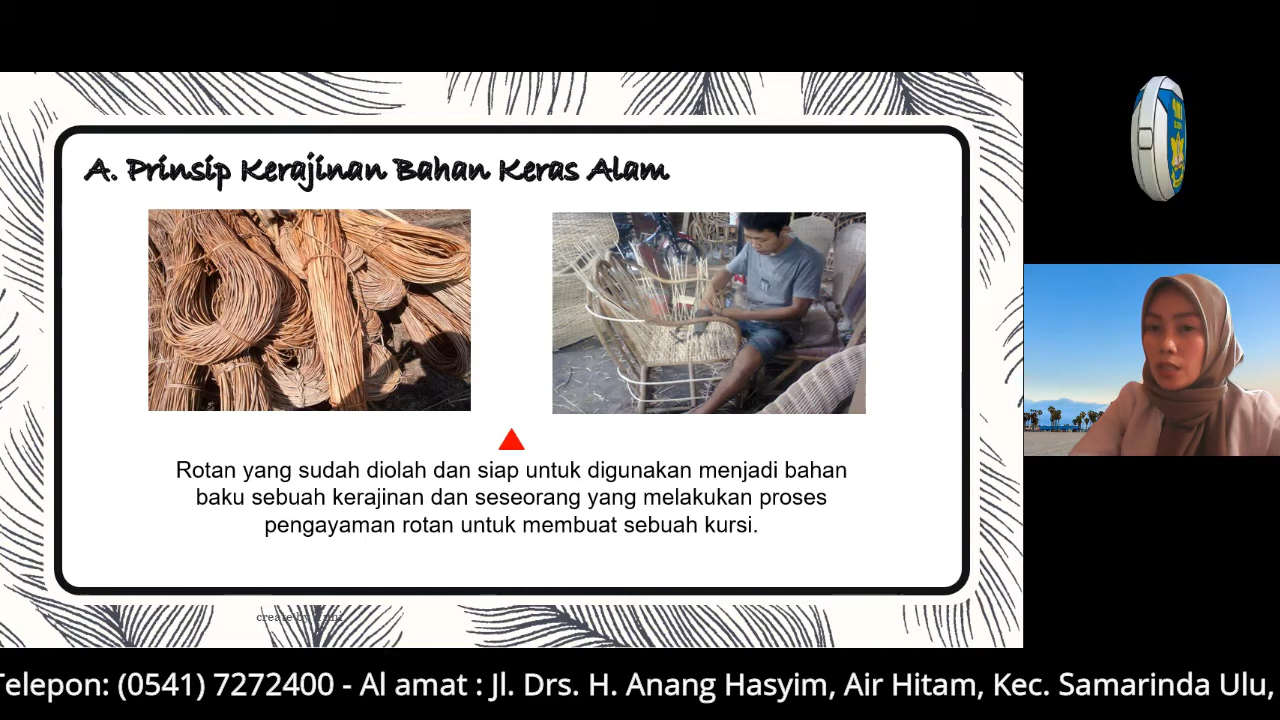 A. Prinsip Kerajinan Bahan Keras Alam
Rotan yang sudah diolah dan siap untuk digunakan menjadi bahan
baku sebuah kerajinan dan seseorang yang melakukan proses
pengayaman rotan untuk membuat sebuah kursi.
create by
Telepon: (0541) 7272400 - Al amat : Jl. Drs. H. Anang Hasyim, Air Hitam, Kec. Samarinda Ulu,